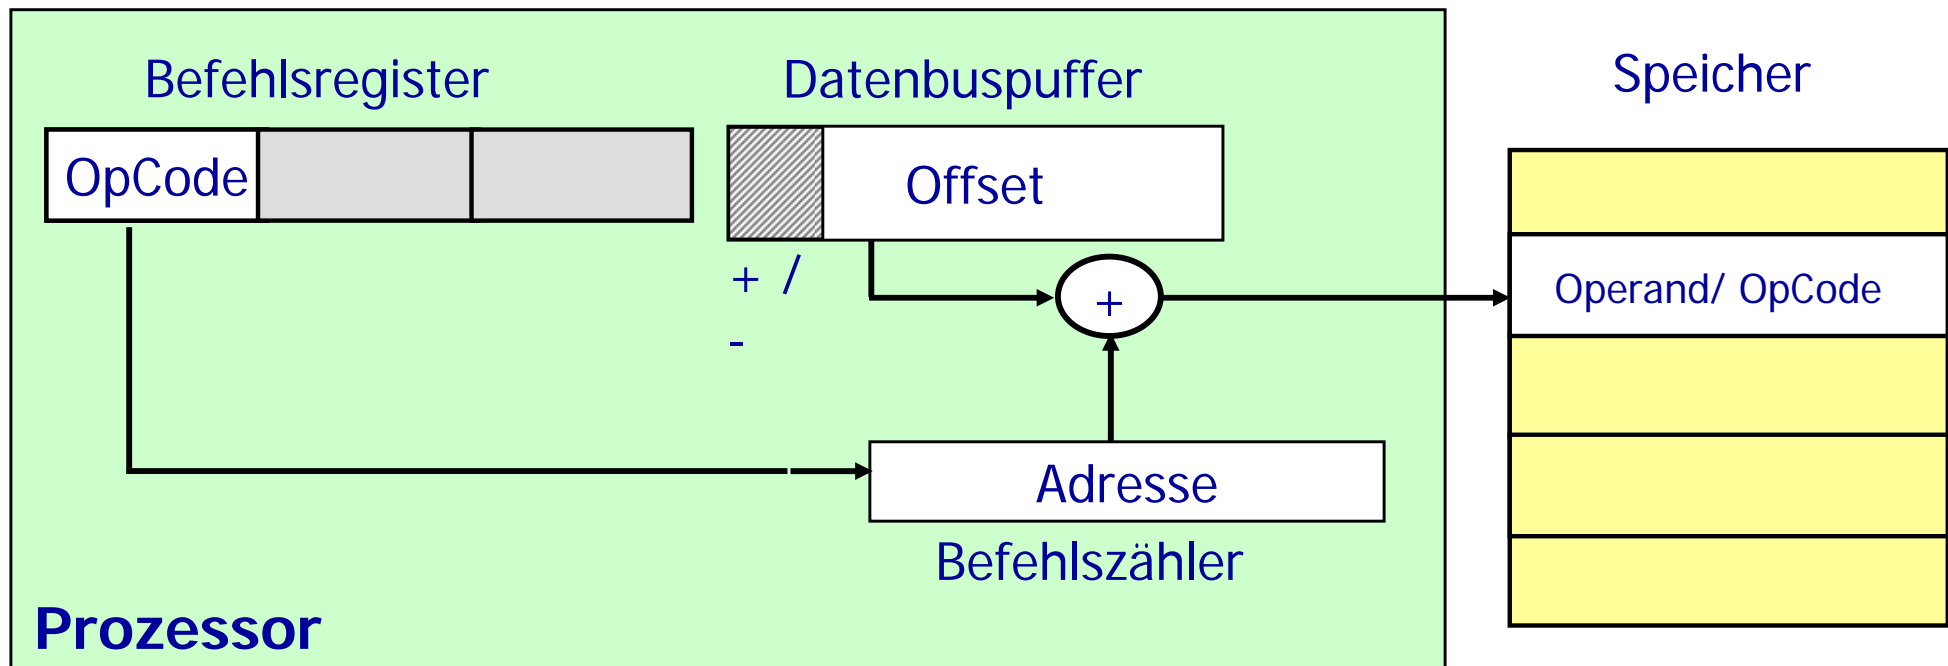 Befehlsregister
Datenbuspuffer
Speicher
OpCode
Offset
+ /
-
+
Operand/ OpCode
Adresse
Befehlszähler
Prozessor